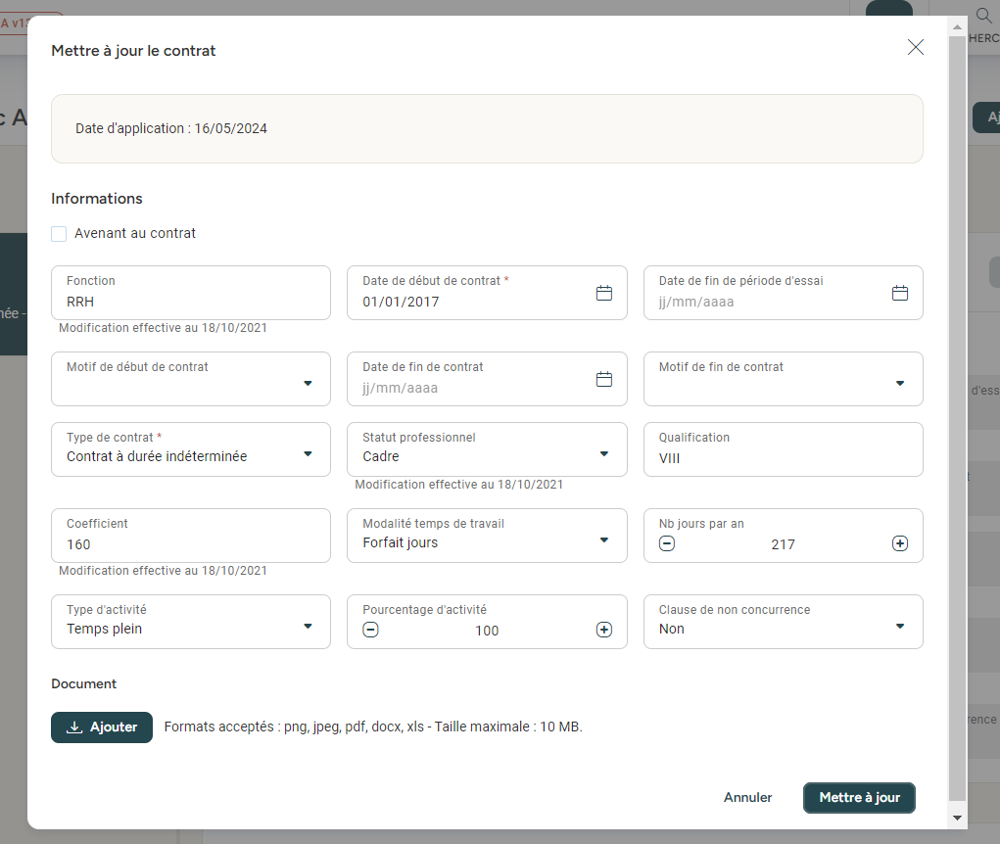 A v13
HERC
Mettre à jour le contrat
c A
Aj
Date d'application : 16/05/2024
Informations
Avenant au contrat
Fonction
RRH
Modification effective au 18/10/2021
Date de début de contrat *
01/01/2017
Date de fin de période d'essai
jj/mm/aaaa
née -
Motif de début de contrat
Date de fin de contrat
jj/mm/aaaa
Motif de fin de contrat
d'ess
Type de contrat *
Contrat à durée indéterminée
Statut professionnel
Cadre
Modification effective au 18/10/2021
Qualification
VIII
t
Coefficient
160
Modification effective au 18/10/2021
Modalité temps de travail
Forfait jours
Nb jours par an
217
Type d'activité
Temps plein
Pourcentage d'activité
100
Clause de non concurrence
Non
Document
rence
Ajouter
Formats acceptés : png, jpeg, pdf, docx, xls - Taille maximale : 10 MB.
Annuler
Mettre à jour